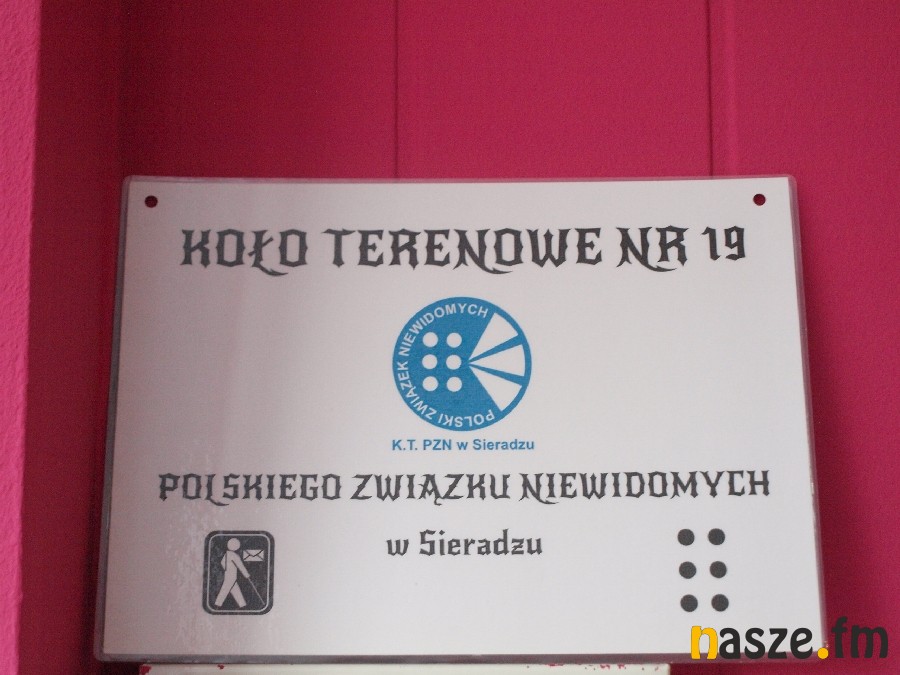 KOŁO TERENOWE NR 19
POLSKI ZWIĄZEK NIEWIDOMYCH
K.T. PZN w Sieradzu
POLSKIEGO ZWIĄZKU NIEWIDOMYCH
w Sieradzu
nasze.fm